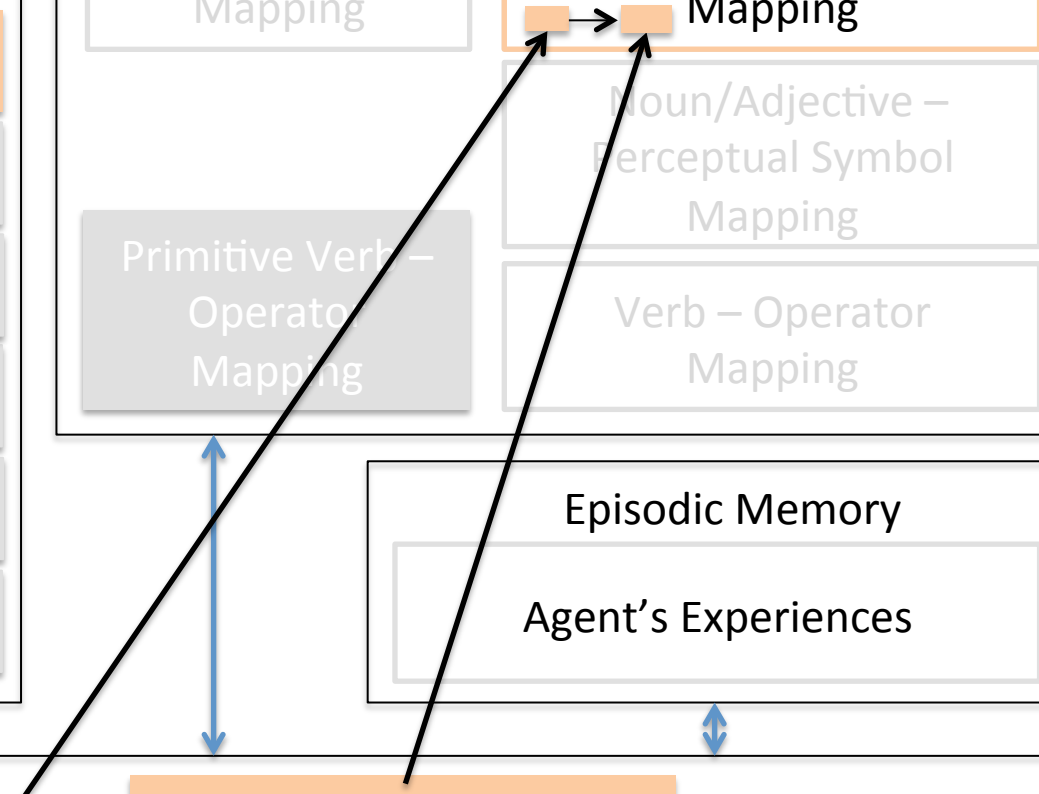 Mapping
Mapping
Noun/Adjective –
Perceptual Symbol
Mapping
Primitive Verb –
Operator
Mapping
Verb – Operator
Mapping
Episodic Memory
Agent's Experiences